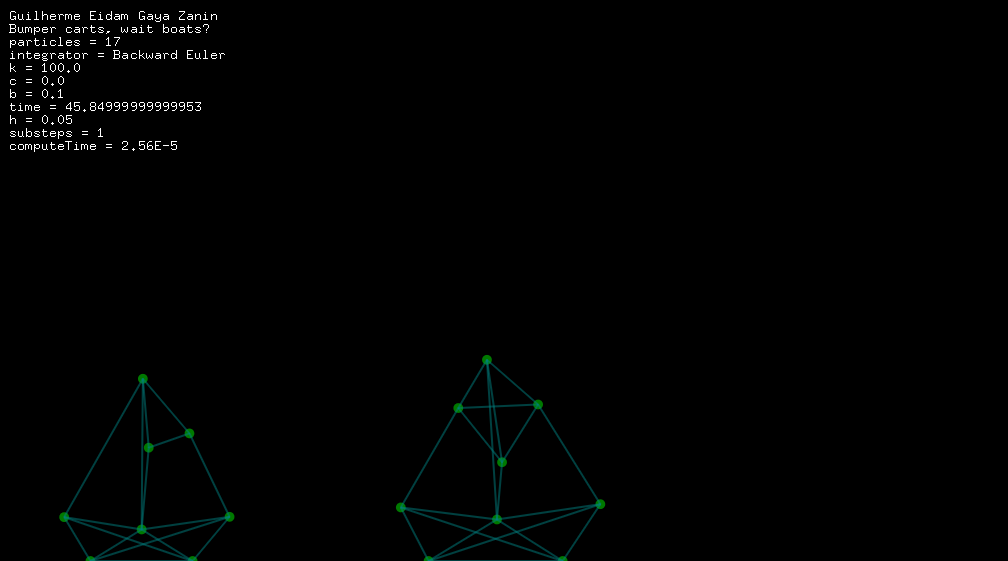 Guilherme Eidam Gaya Zanin
Bumper carts, wait boats?
particles = 17
integrator = Backward Euler
k = 100.0
c = 0.0
b = 0.1
time = 45.84999999999953
h = 0.05
substeps = 1
computeTime = 2.56E-5